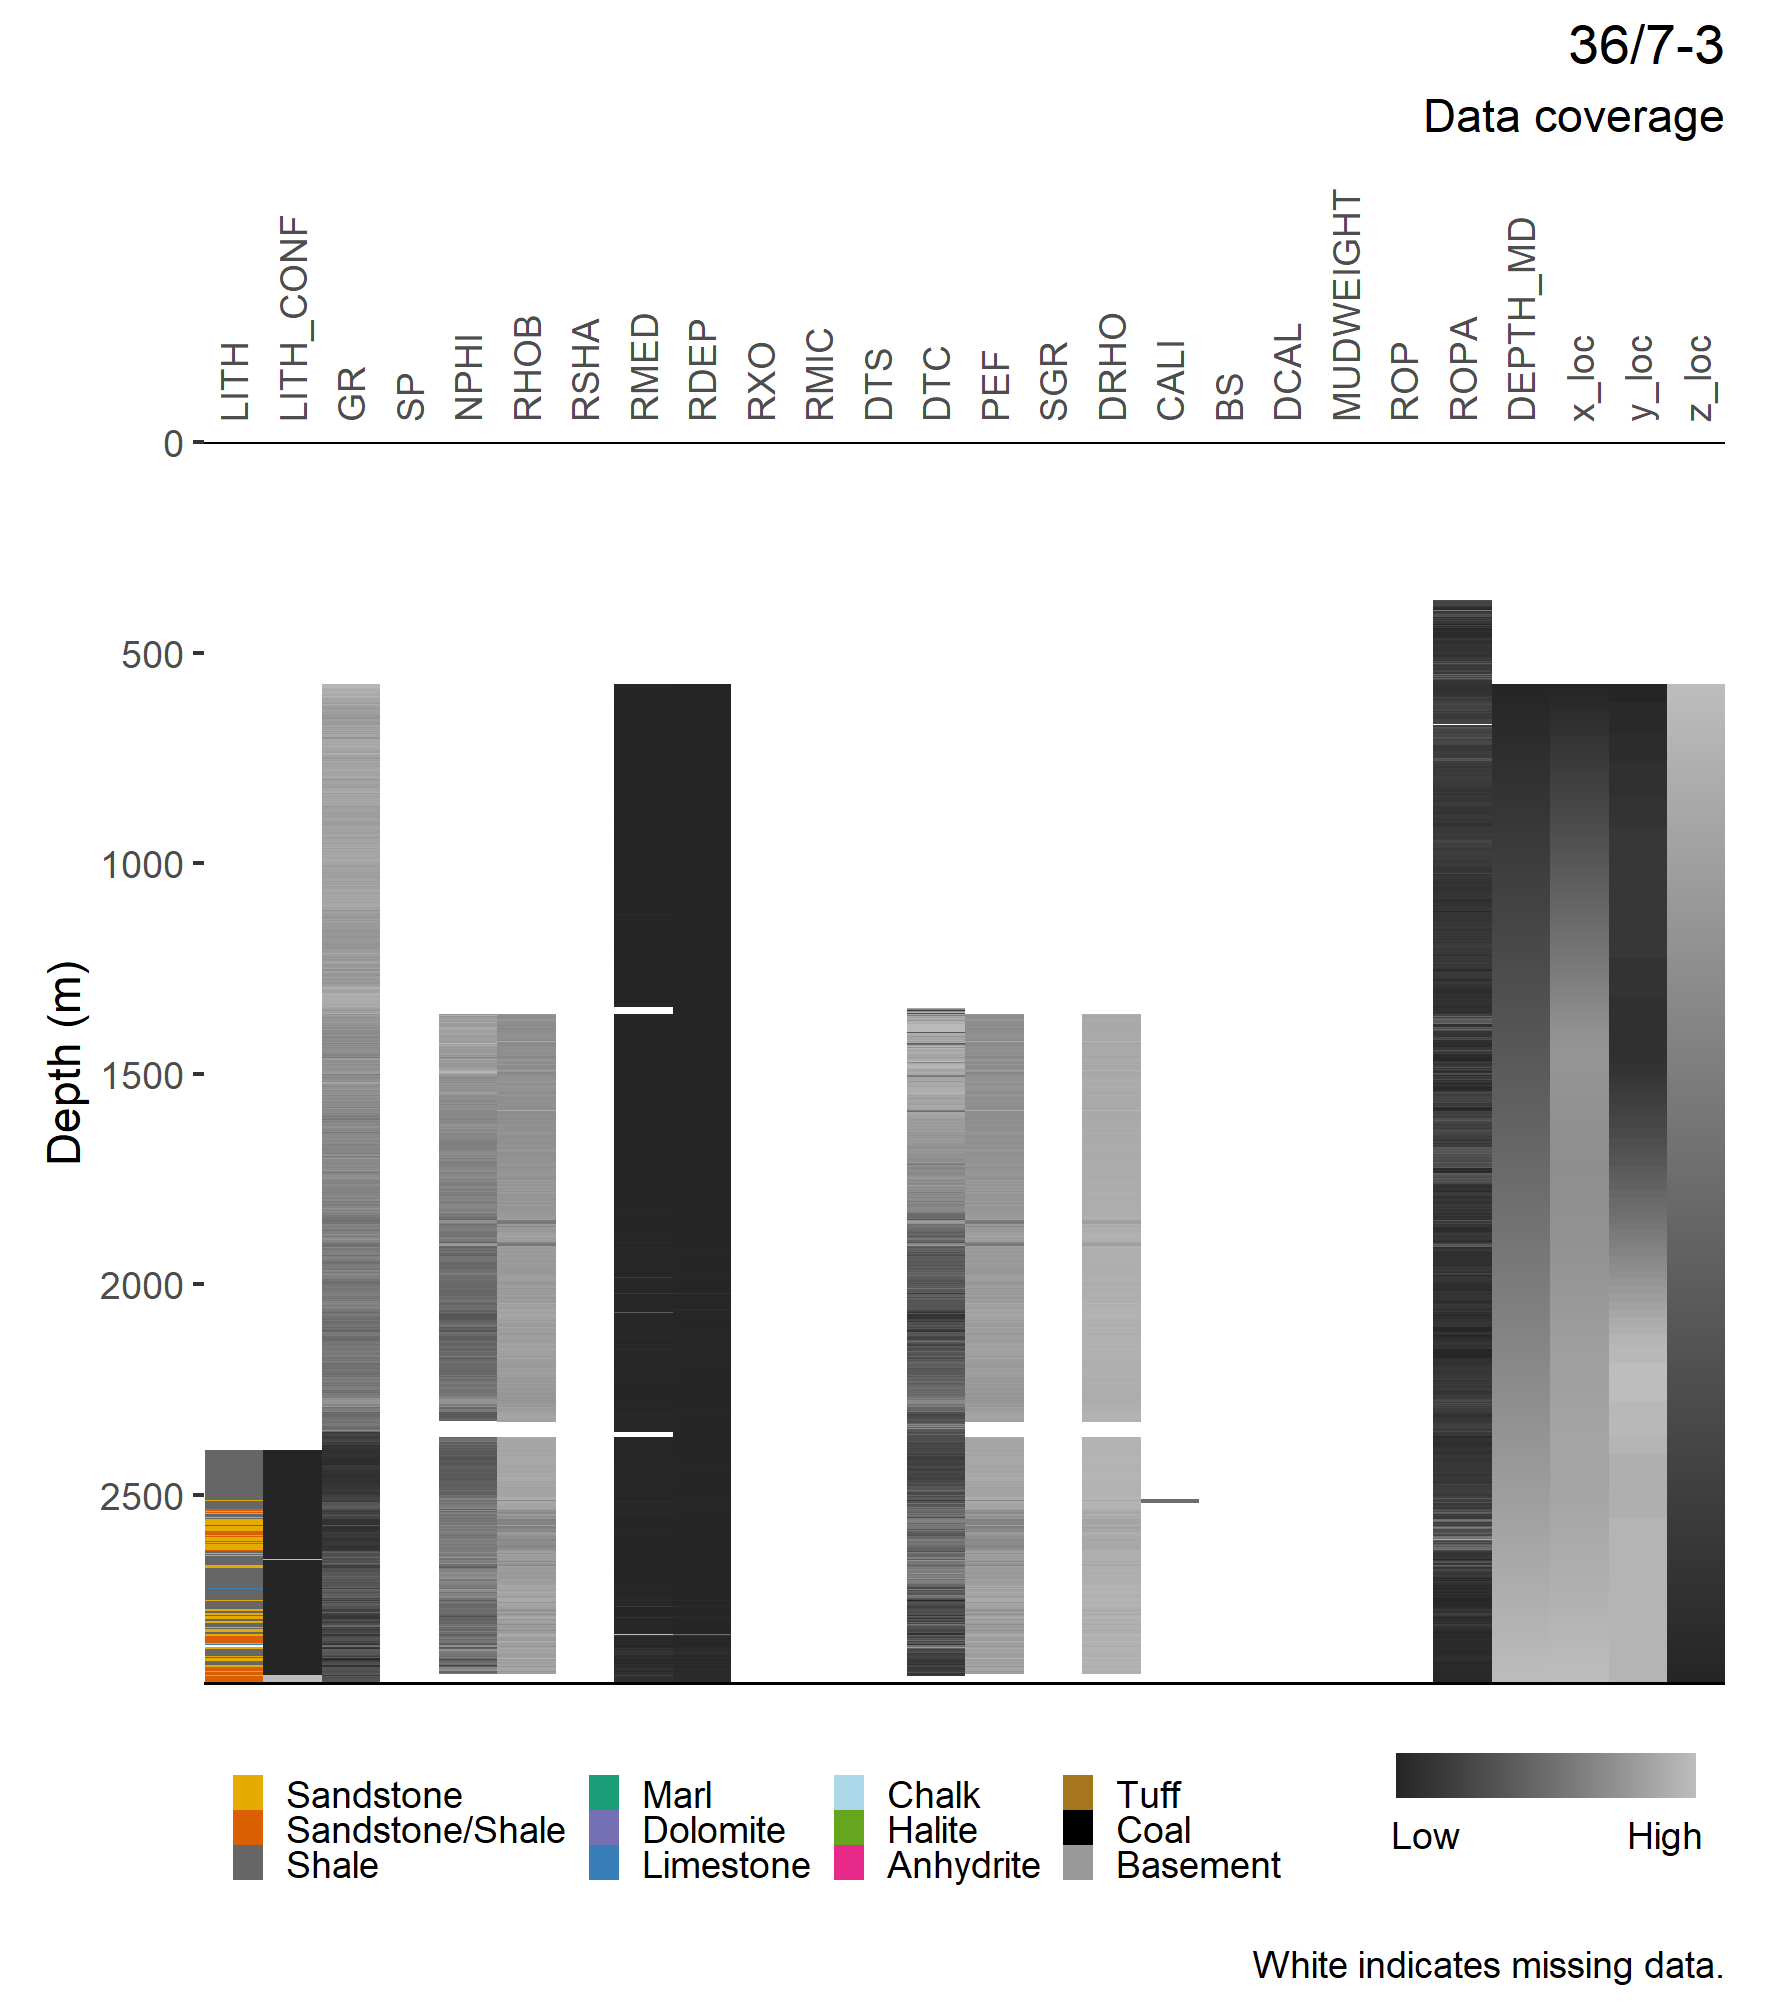 36/7-3
Data coverage
LITH
LITH_CONF
GR
SP
NPHI
RHOB
RSHA
RMED
RDEP
RXO
RMIC
DTS
DTC
PEF
SGR
DRHO
CALI
BS
DCAL
MUDWEIGHT
ROP
ROPA
DEPTH_MD
x_loc
y_loc
z_loc
0
500
1000
1500
2000
2500
Depth (m)
Sandstone
Sandstone/Shale
Shale
Marl
Dolomite
Limestone
Chalk
Halite
Anhydrite
Tuff
Coal
Basement
Low High
White indicates missing data.